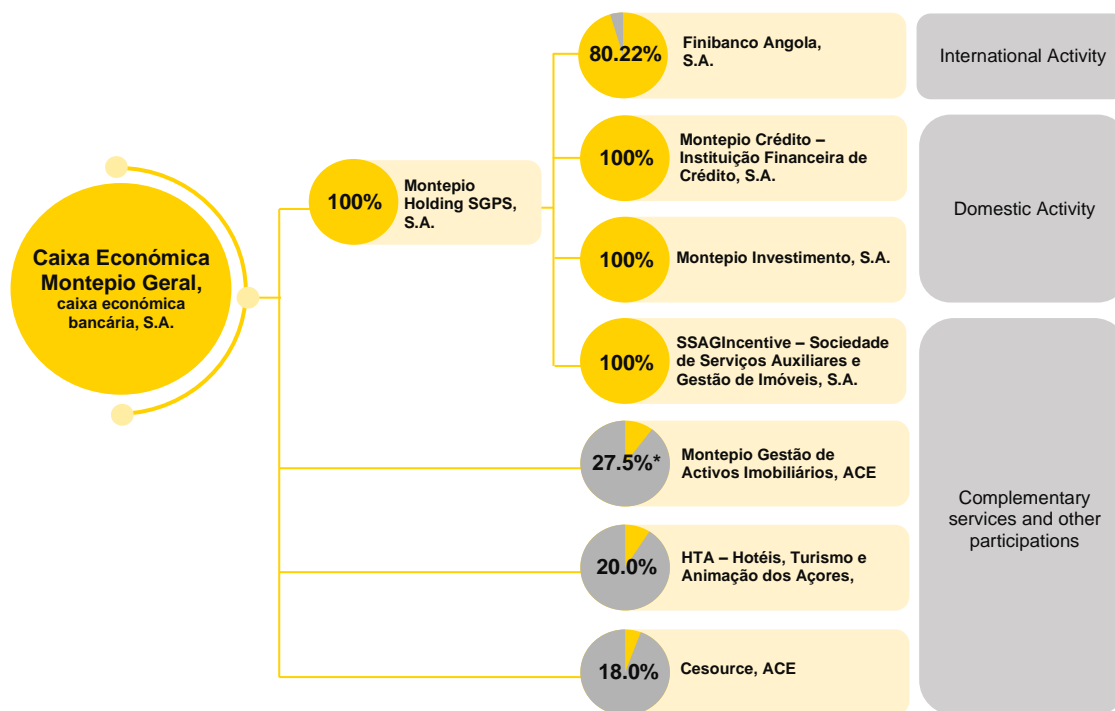 Caixa Económica
Montepio Geral,
caixa económica
bancária, S.A.
100%
Montepio
Holding SGPS,
S.A.
80.22%
Finibanco Angola,
S.A.
International Activity
100%
Montepio Crédito –
Instituição Financeira de
Crédito, S.A.
100%
Montepio Investimento, S.A.
Domestic Activity
100%
SSAGIncentive – Sociedade
de Serviços Auxiliares e
Gestão de Imóveis, S.A.
27.5%*
Montepio Gestão de
Activos Imobiliários, ACE
20.0%
HTA – Hotéis, Turismo e
Animação dos Açores,
18.0%
Cesource, ACE
Complementary
services and other
participations